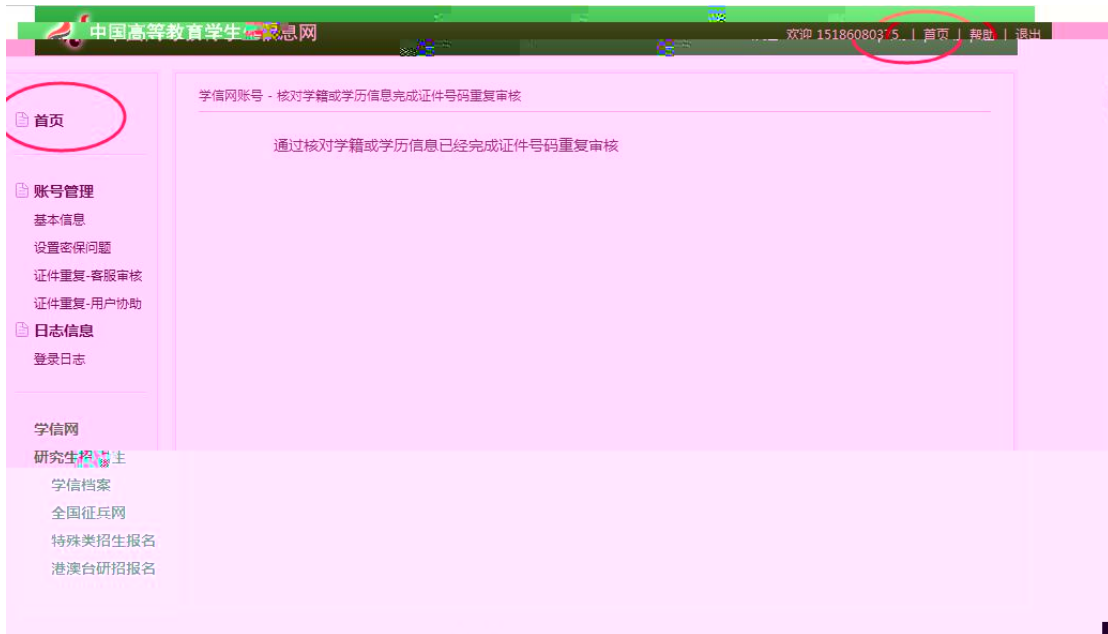 中国高等教育学生信息网
欢迎 15186080375 | 首页 | 帮助 | 退出
首页
学信网账号 - 核对学籍或学历信息完成证件号码重复审核
通过核对学籍或学历信息已经完成证件号码重复审核
账号管理
基本信息
设置密保问题
证件重复-客服审核
证件重复-用户协助
日志信息
登录日志
学信网
研究生招生
学信档案
全国征兵网
特殊类招生报名
港澳台研招报名